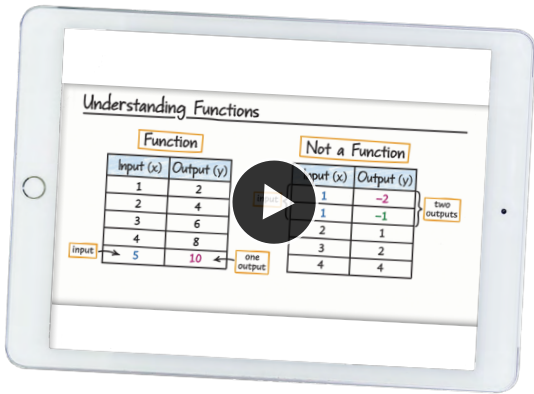 Understanding Functions
Function
Input (x) Output (y)
1 2
2 4
3 6
4 8
5 10
input
one
output
Not a Function
Input (x) Output (y)
1 -2
1 -1
2 1
3 2
4 4
input
two
outputs